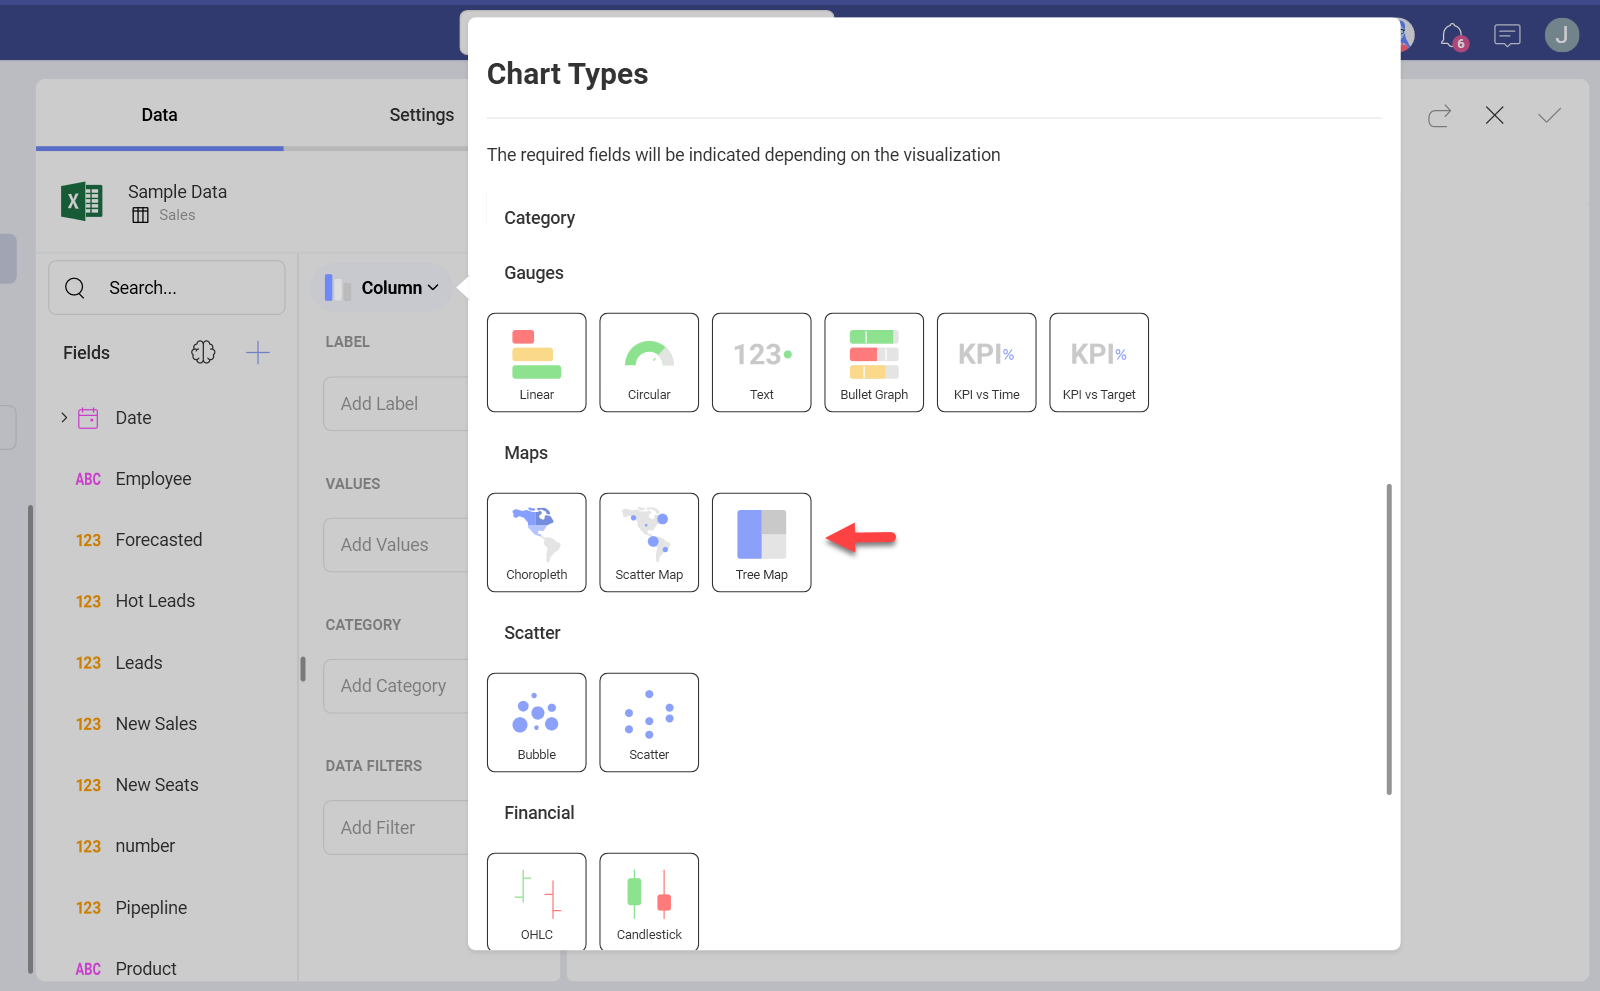 6
J
Data
Settings
X
Sample Data
Sales
Search...
Fields
Date
ABC Employee
123 Forecasted
123 Hot Leads
123 Leads
123 New Sales
123 New Seats
123 number
123 Pipepline
ABC Product
Column
LABEL
Add Label
VALUES
Add Values
CATEGORY
Add Category
DATA FILTERS
Add Filter
Chart Types
The required fields will be indicated depending on the visualization
Category
Gauges
123
KPI%
KPI%
Linear
Circular
Text
Bullet Graph
KPI vs Time
KPI vs Target
Maps
Choropleth
Scatter Map
Tree Map
Scatter
Bubble
Scatter
Financial
OHLC
Candlestick